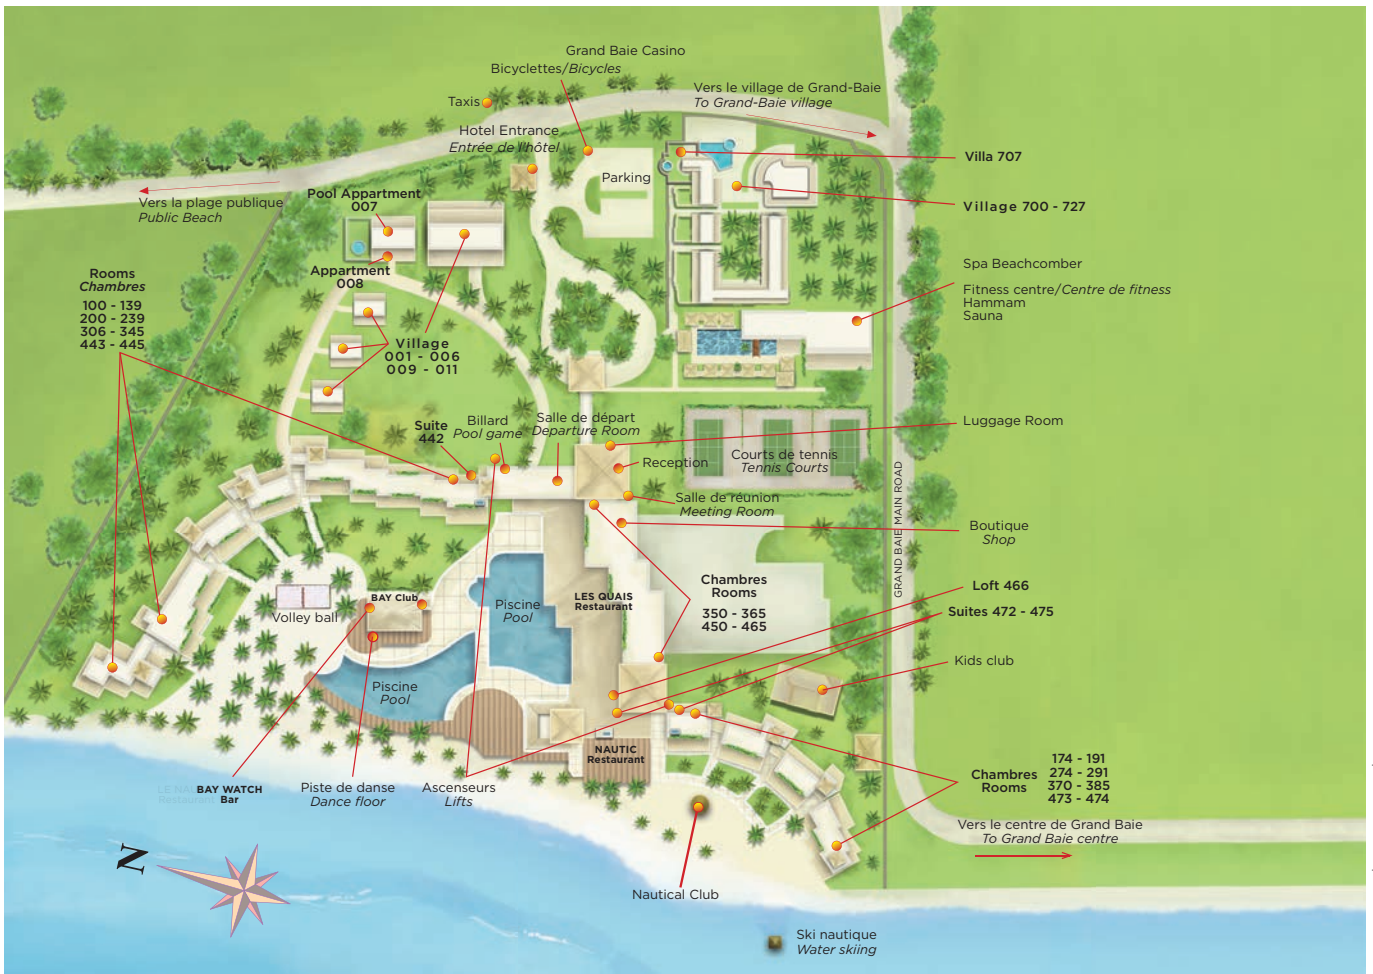 Grand Baie Casino
Bicyclettes/Bicycles
Taxis
Vers le village de Grand-Baie
To Grand-Baie village
Hotel Entrance
Entrée de l'hôtel
Villa 707
Parking
Pool Appartment
007
Vers la plage publique
Public Beach
Village 700 - 727
Appartment
008
Spa Beachcomber
Fitness centre/Centre de fitness
Hammam
Sauna
Rooms
Chambres
100 - 139
200 - 239
306 - 345
443 - 445
Village
001 - 006
009 - 011
Suite
442
Billard
Pool game
Salle de départ
Departure Room
Luggage Room
Reception
Courts de tennis
Tennis Courts
Salle de réunion
Meeting Room
GRAND BAIE MAIN ROAD
Boutique
Shop
Chambres
Rooms
350 - 365
450 - 465
Loft 466
Suites 472 - 475
BAY Club
LES QUAIS
Restaurant
Piscine
Pool
Volley ball
Kids club
Piscine
Pool
NAUTIC
Restaurant
BAY WATCH
Bar
Piste de danse
Dance floor
Ascenseurs
Lifts
Chambres
Rooms
174 - 191
274 - 291
370 - 385
473 - 474
Vers le centre de Grand Baie
To Grand Baie centre
N
Nautical Club
Ski nautique
Water skiing